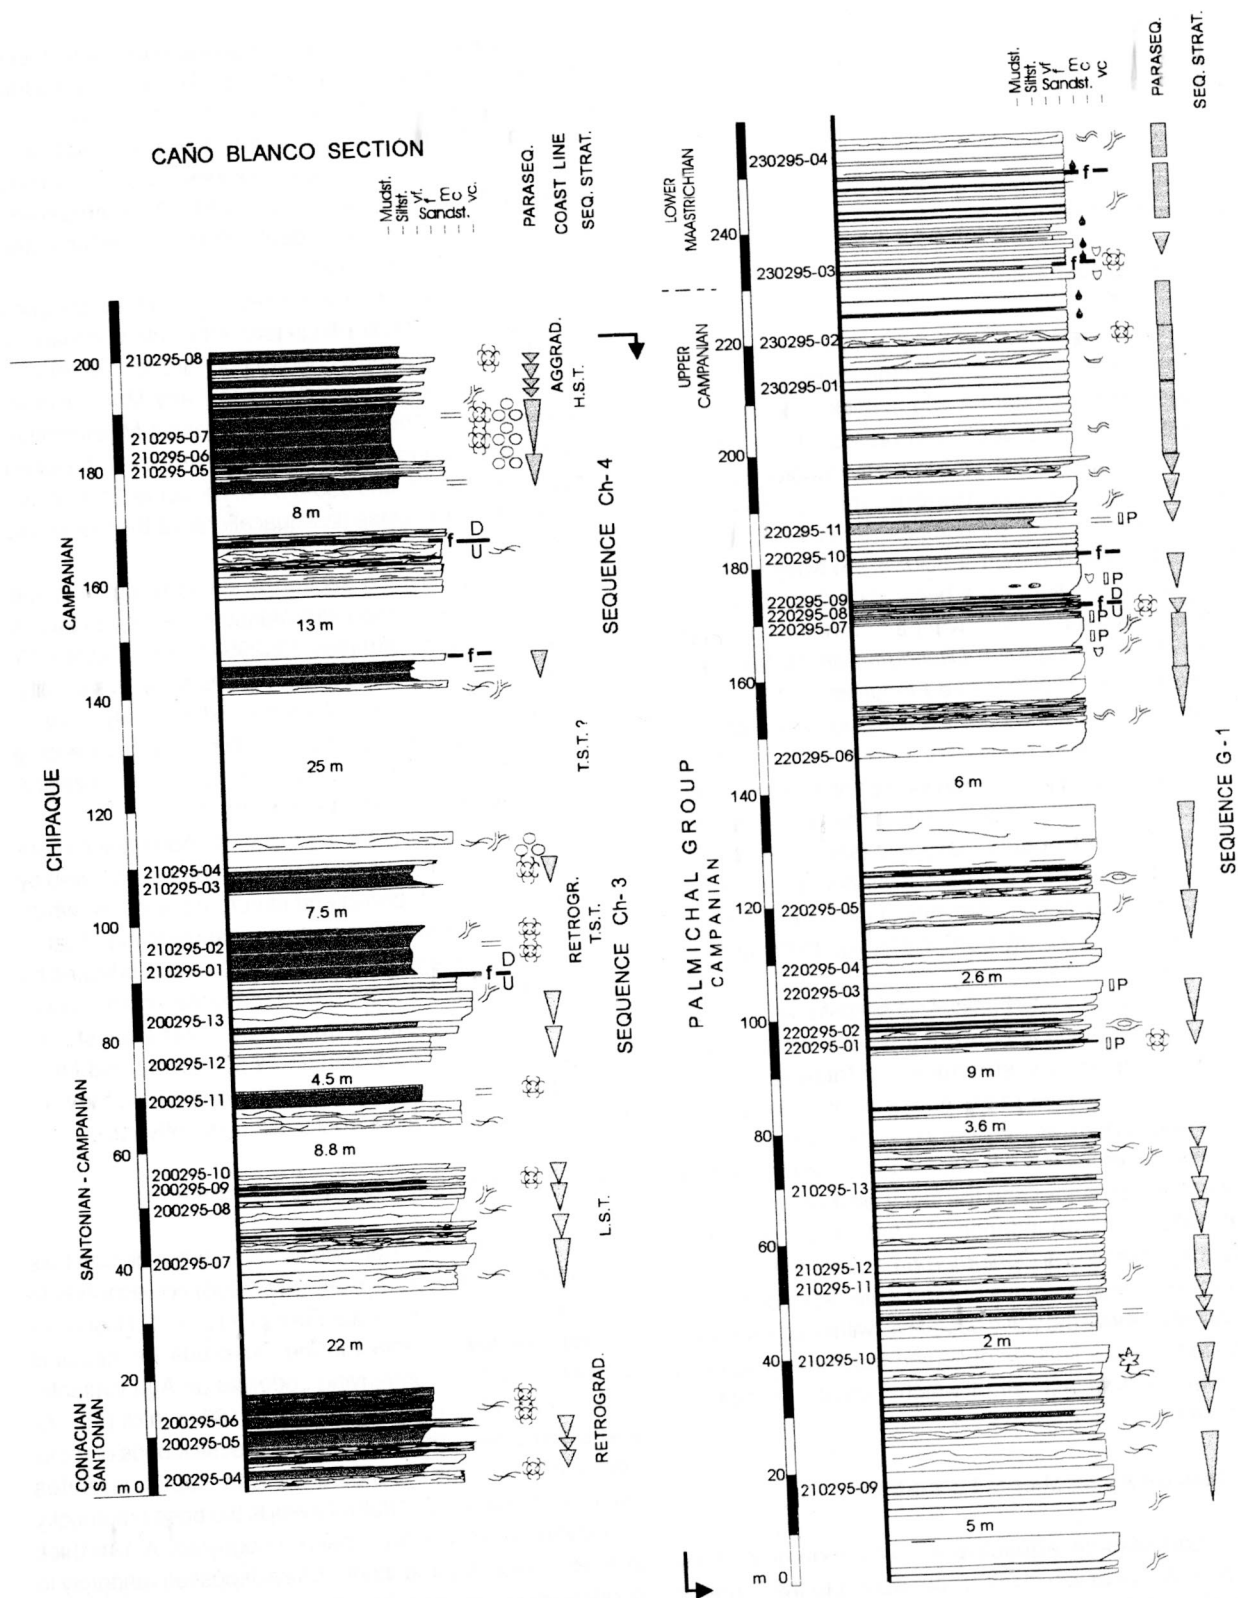 CAÑO BLANCO SECTION
Mudst.
Siltst.
vf.
f
m
c
vc.
Sandst.
PARASEQ.
COAST LINE
SEQ. STRAT.
200
210295-08
210295-07
210295-06
180
210295-05
8 m
f
D
U
160
13 m
f
140
25 m
120
210295-04
210295-03
7.5 m
100
210295-02
210295-01
f
D
U
200295-13
80
200295-12
4.5 m
200295-11
8.8 m
60
200295-10
200295-09
200295-08
200295-07
40
22 m
20
200295-06
200295-05
m 0
200295-04
CHIPAQUE
CAMPANIAN
SANTONIAN - CAMPANIAN
CONIACIAN -
SANTONIAN
AGGRAD.
H.S.T.
T.S.T. ?
RETROGR.
T.S.T.
L.S.T.
RETROGRAD.
SEQUENCE Ch-4
SEQUENCE Ch-3
Mudst.
Siltst.
vf
f
m
c
vc
Sandst.
PARASEQ.
SEQ. STRAT.
230295-04
f
240
230295-03
f
220
230295-02
230295-01
200
220295-11
P
220295-10
f
180
P
220295-09
D
f
220295-08
U
P
220295-07
P
160
220295-06
6 m
140
120
220295-05
220295-04
2.6 m
220295-03
P
100
220295-02
220295-01
P
9 m
80
3.6 m
210295-13
60
210295-12
210295-11
2 m
40
210295-10
20
210295-09
5 m
m 0
LOWER
MAASTRICHTIAN
UPPER
CAMPANIAN
PALMICHAL GROUP
CAMPANIAN
SEQUENCE G-1